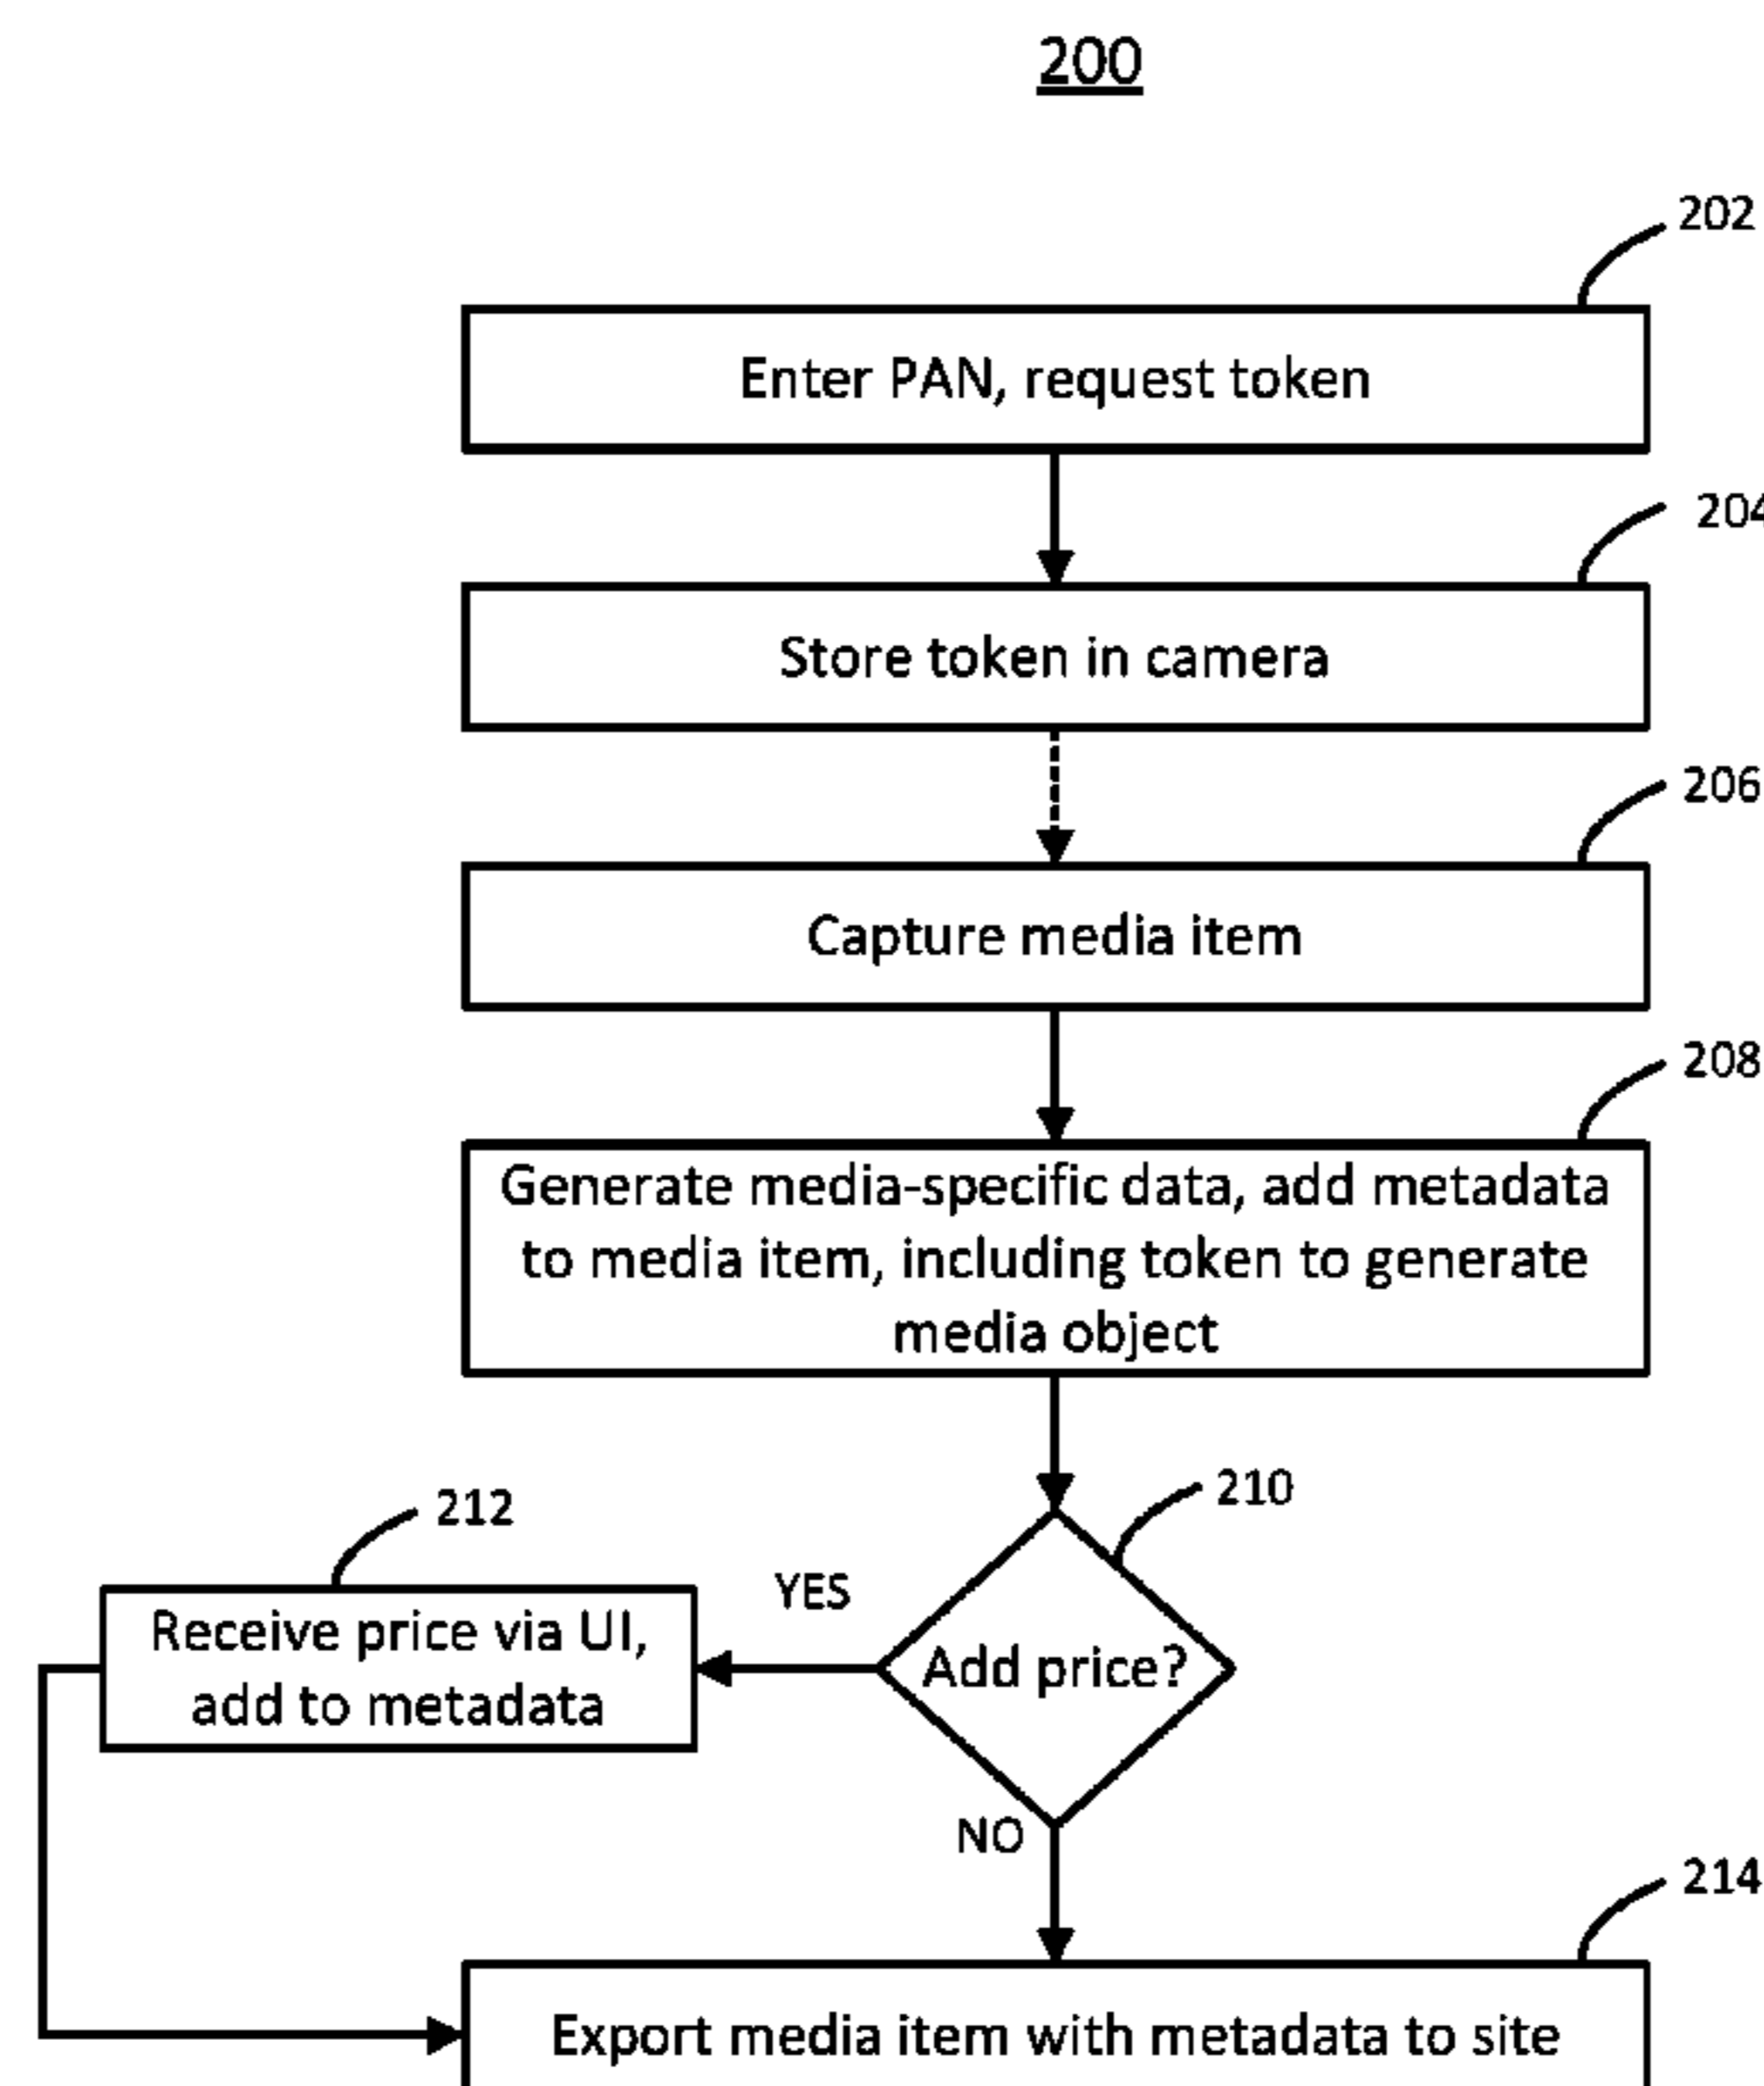 200
202
Enter PAN, request token
204
Store token in camera
206
Capture media item
208
Generate media-specific data, add metadata
to media item, including token to generate
media object
210
212
YES
Add price?
Receive price via UI,
add to metadata
NO
214
Export media item with metadata to site